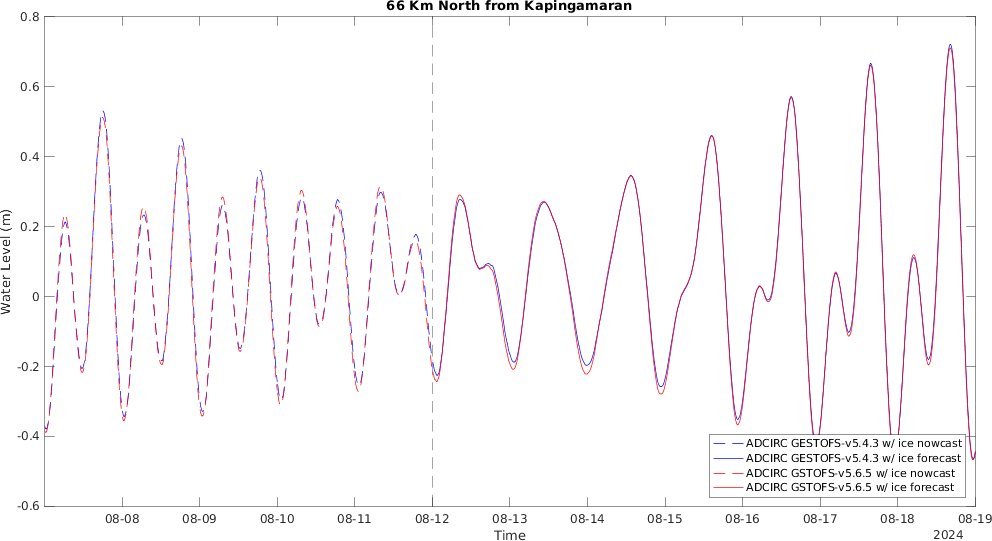 66 Km North from Kapingamaran
Water Level (m)
0.8
0.6
0.4
0.2
0
-0.2
-0.4
-0.6
08-08 08-09 08-10 08-11 08-12 08-13 08-14 08-15 08-16 08-17 08-18 08-19
Time
2024
ADCIRC GESTOFS-v5.4.3 w/ ice nowcast
ADCIRC GESTOFS-v5.4.3 w/ ice forecast
ADCIRC GSTOFS-v5.6.5 w/ ice nowcast
ADCIRC GSTOFS-v5.6.5 w/ ice forecast